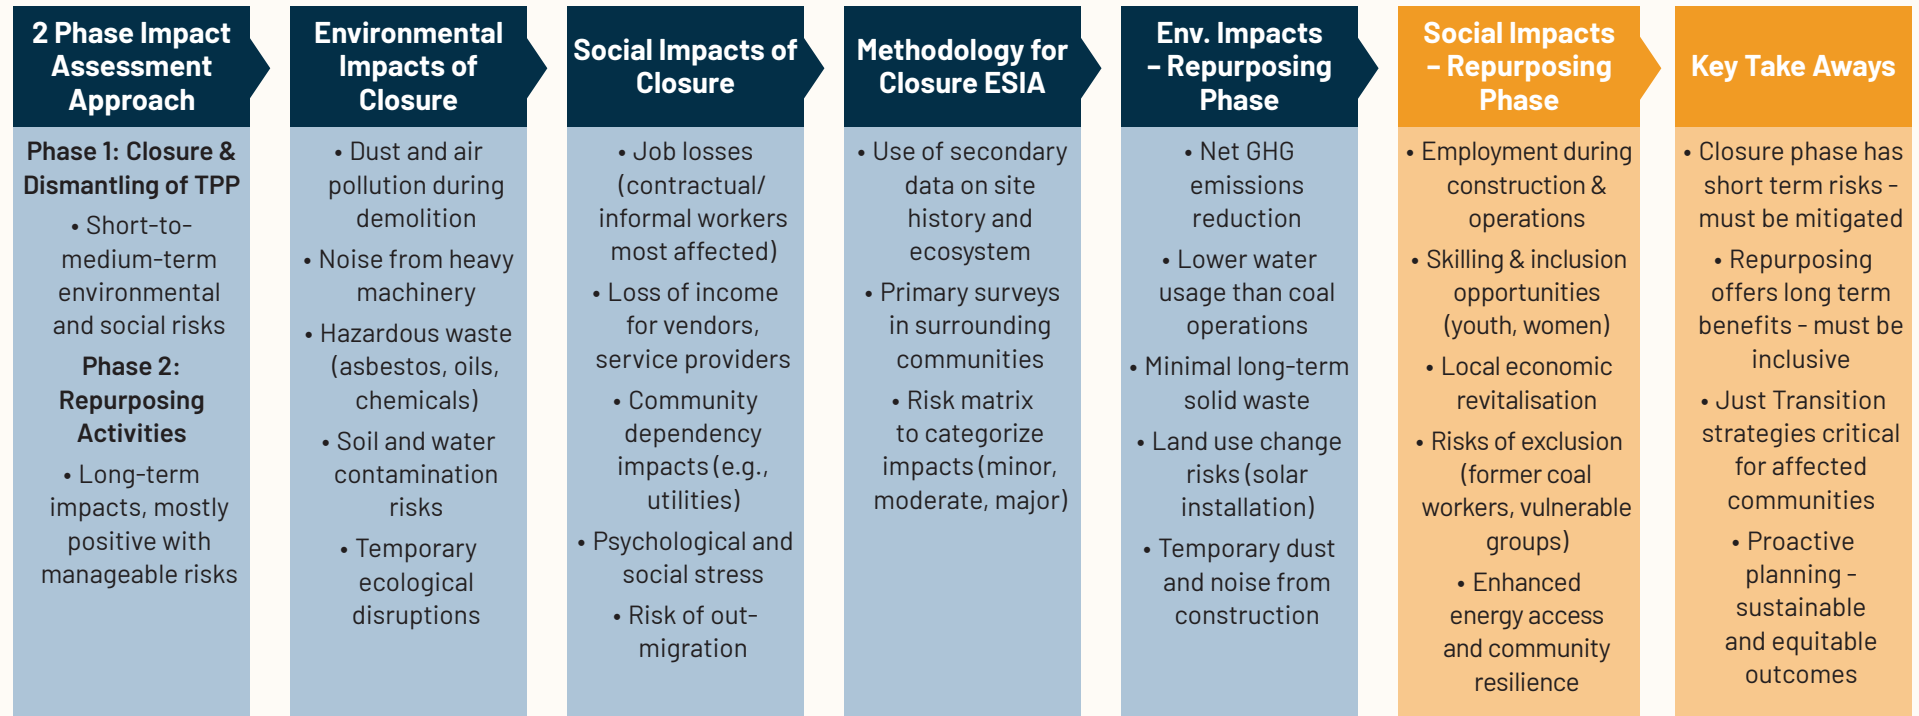 2 Phase Impact
Assessment
Approach
Phase 1: Closure &
Dismantling of TPP
• Short-to-
medium-term
environmental
and social risks
Phase 2:
Repurposing
Activities
• Long-term
impacts, mostly
positive with
manageable risks
Environmental
Impacts of
Closure
• Dust and air
pollution during
demolition
• Noise from heavy
machinery
• Hazardous waste
(asbestos, oils,
chemicals)
• Soil and water
contamination
risks
• Temporary
ecological
disruptions
Social Impacts of
Closure
• Job losses
(contractual/
informal workers
most affected)
• Loss of income
for vendors,
service providers
• Community
dependency
impacts (e.g.,
utilities)
• Psychological and
social stress
• Risk of out-
migration
Methodology for
Closure ESIA
• Use of secondary
data on site
history and
ecosystem
• Primary surveys
in surrounding
communities
• Risk matrix
to categorize
impacts (minor,
moderate, major)
Env. Impacts
– Repurposing
Phase
• Net GHG
emissions
reduction
• Lower water
usage than coal
operations
• Minimal long-term
solid waste
• Land use change
risks (solar
installation)
• Temporary dust
and noise from
construction
Social Impacts
– Repurposing
Phase
• Employment during
construction &
operations
• Skilling & inclusion
opportunities
(youth, women)
• Local economic
revitalisation
• Risks of exclusion
(former coal
workers, vulnerable
groups)
• Enhanced
energy access
and community
resilience
Key Take Aways
• Closure phase has
short term risks -
must be mitigated
• Repurposing
offers long term
benefits - must be
inclusive
• Just Transition
strategies critical
for affected
communities
• Proactive
planning -
sustainable
and equitable
outcomes